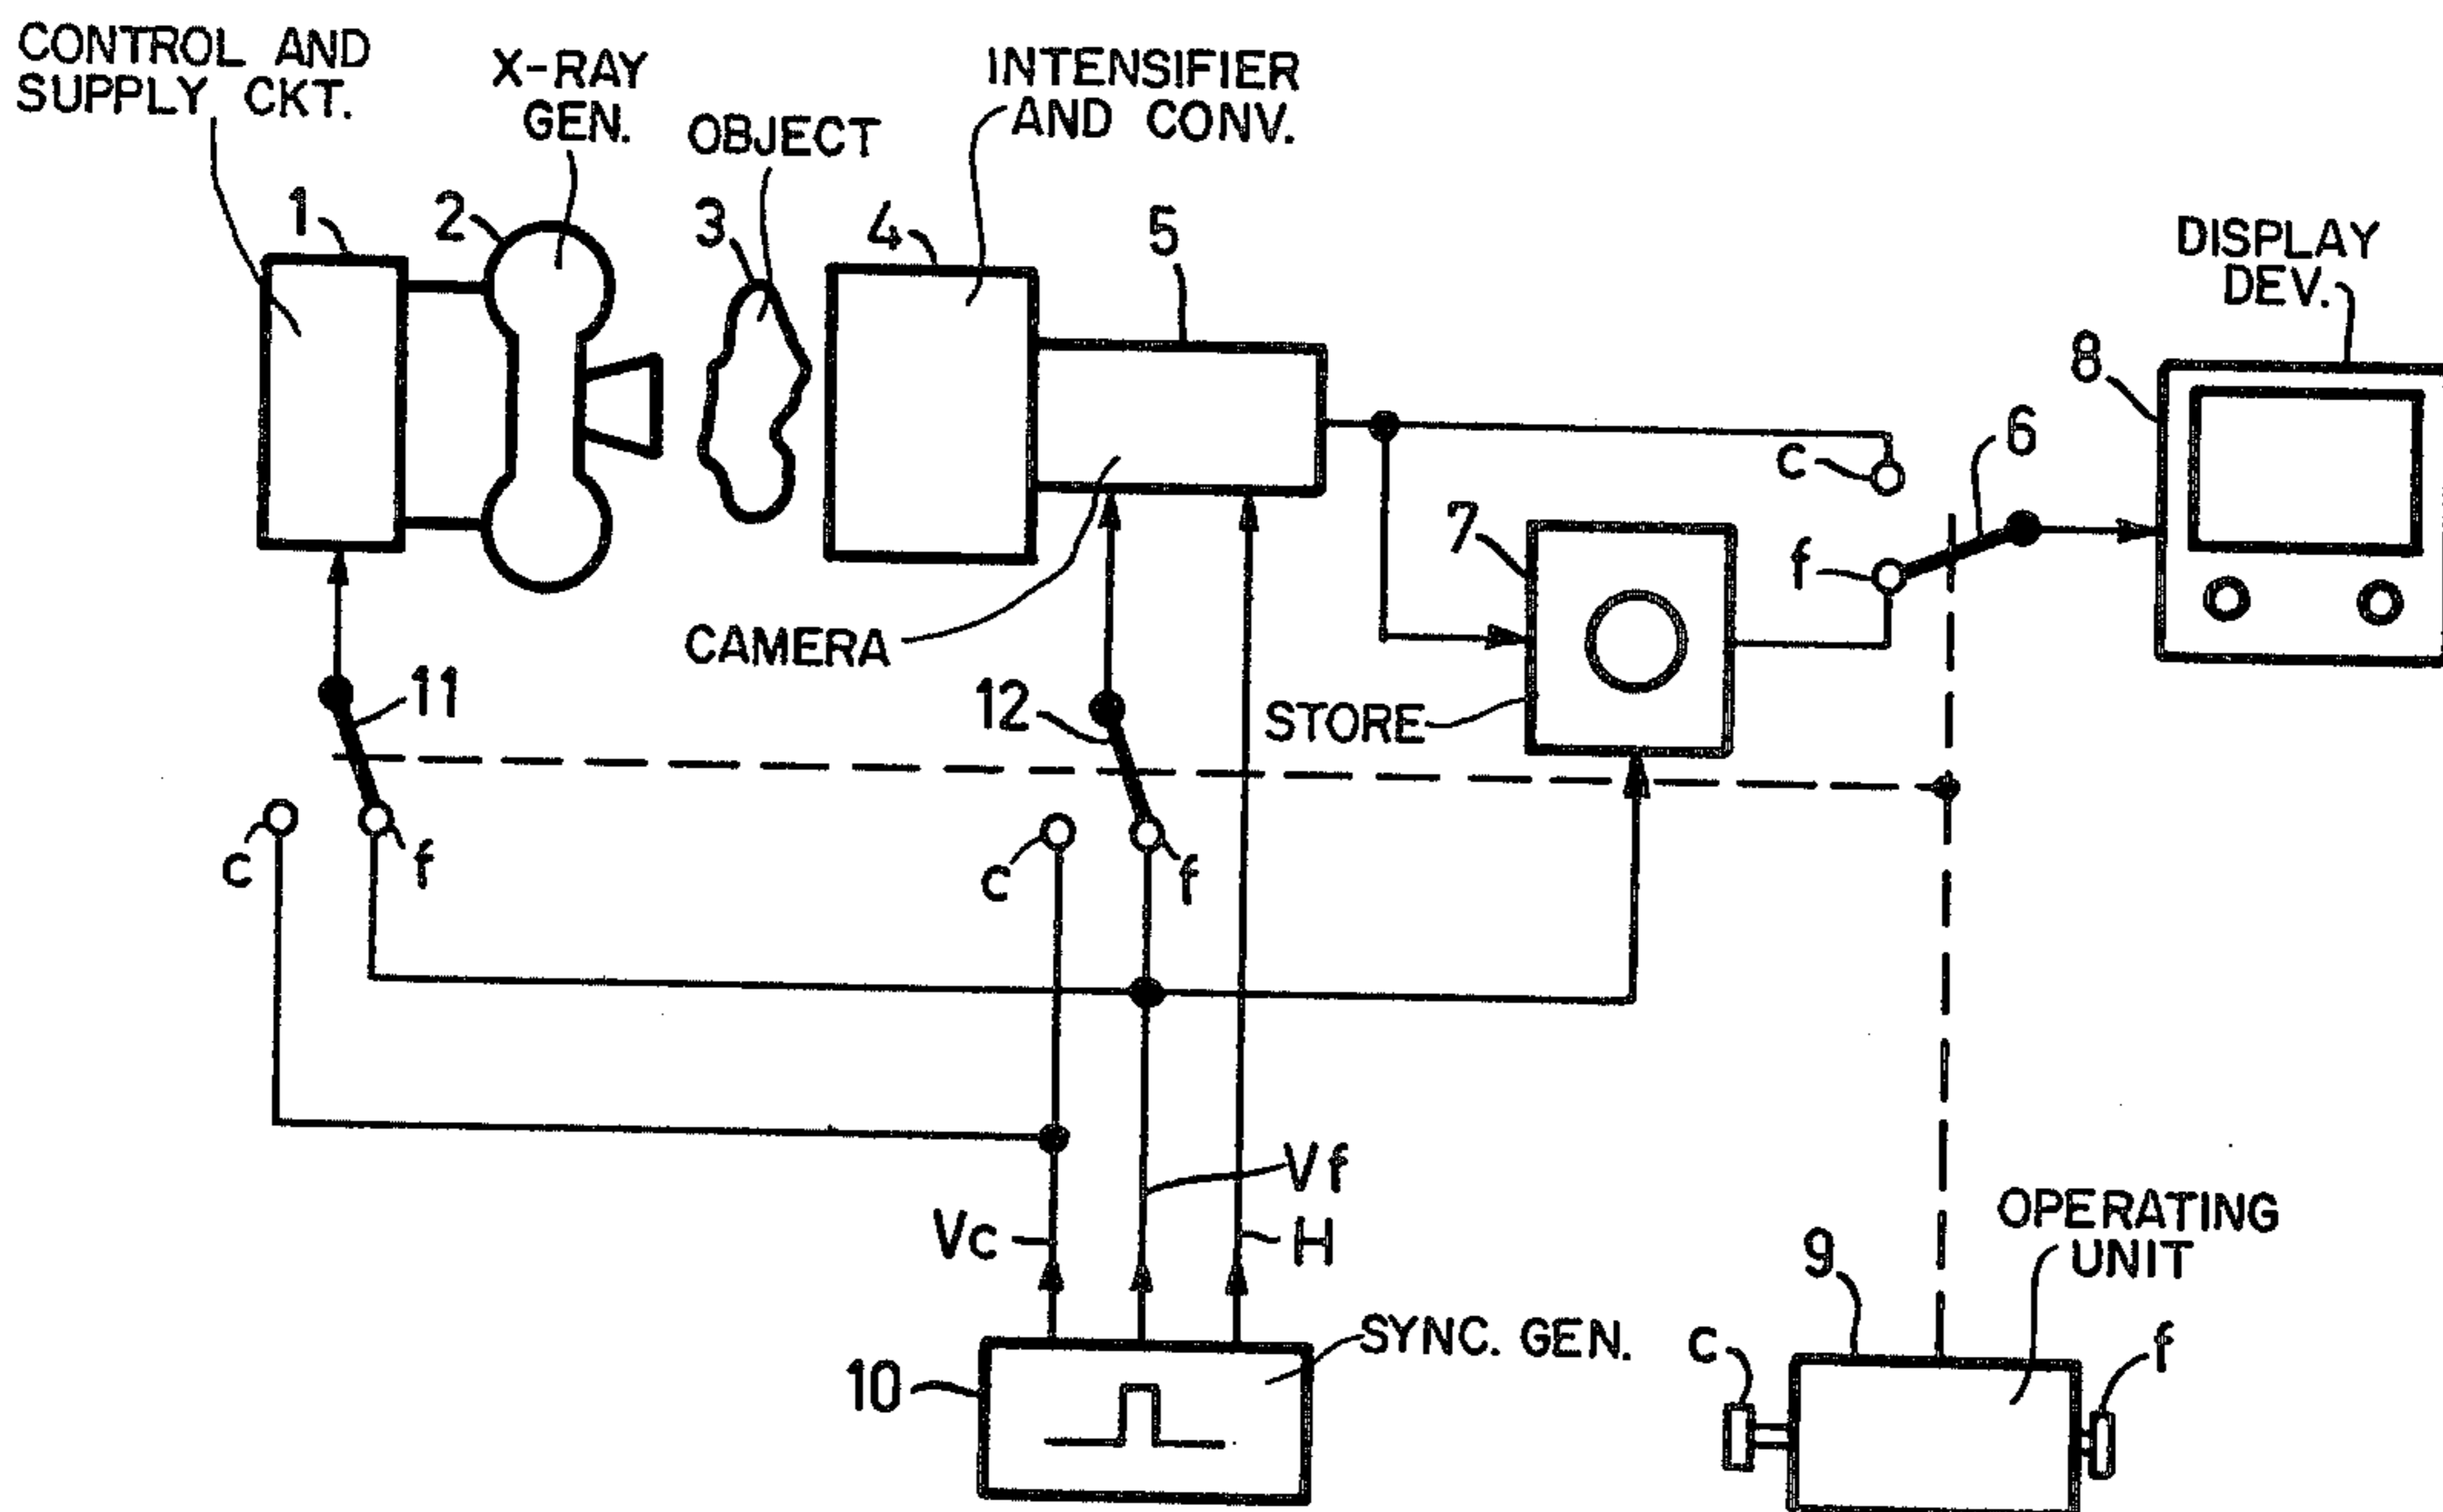 CONTROL AND
SUPPLY CKT.
X-RAY
GEN.
OBJECT
INTENSIFIER
AND CONV.
DISPLAY
DEV.
1
2
3
4
5
8
6
c
7
f
CAMERA
11
12
STORE
c
f
c
f
Vf
Vc
H
OPERATING
UNIT
9
SYNC. GEN.
10
c
f